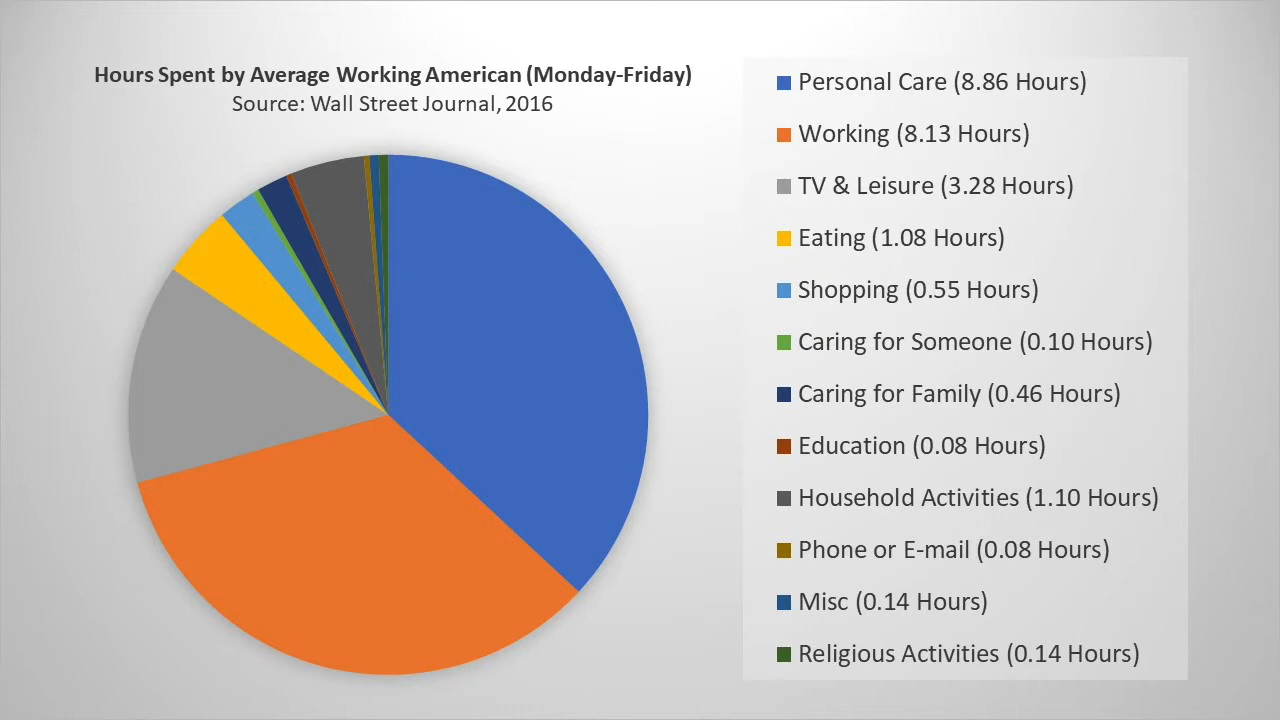 Hours Spent by Average Working American (Monday-Friday)
Source: Wall Street Journal, 2016
Personal Care (8.86 Hours)
Working (8.13 Hours)
TV & Leisure (3.28 Hours)
Eating (1.08 Hours)
Shopping (0.55 Hours)
Caring for Someone (0.10 Hours)
Caring for Family (0.46 Hours)
Education (0.08 Hours)
Household Activities (1.10 Hours)
Phone or E-mail (0.08 Hours)
Misc (0.14 Hours)
Religious Activities (0.14 Hours)